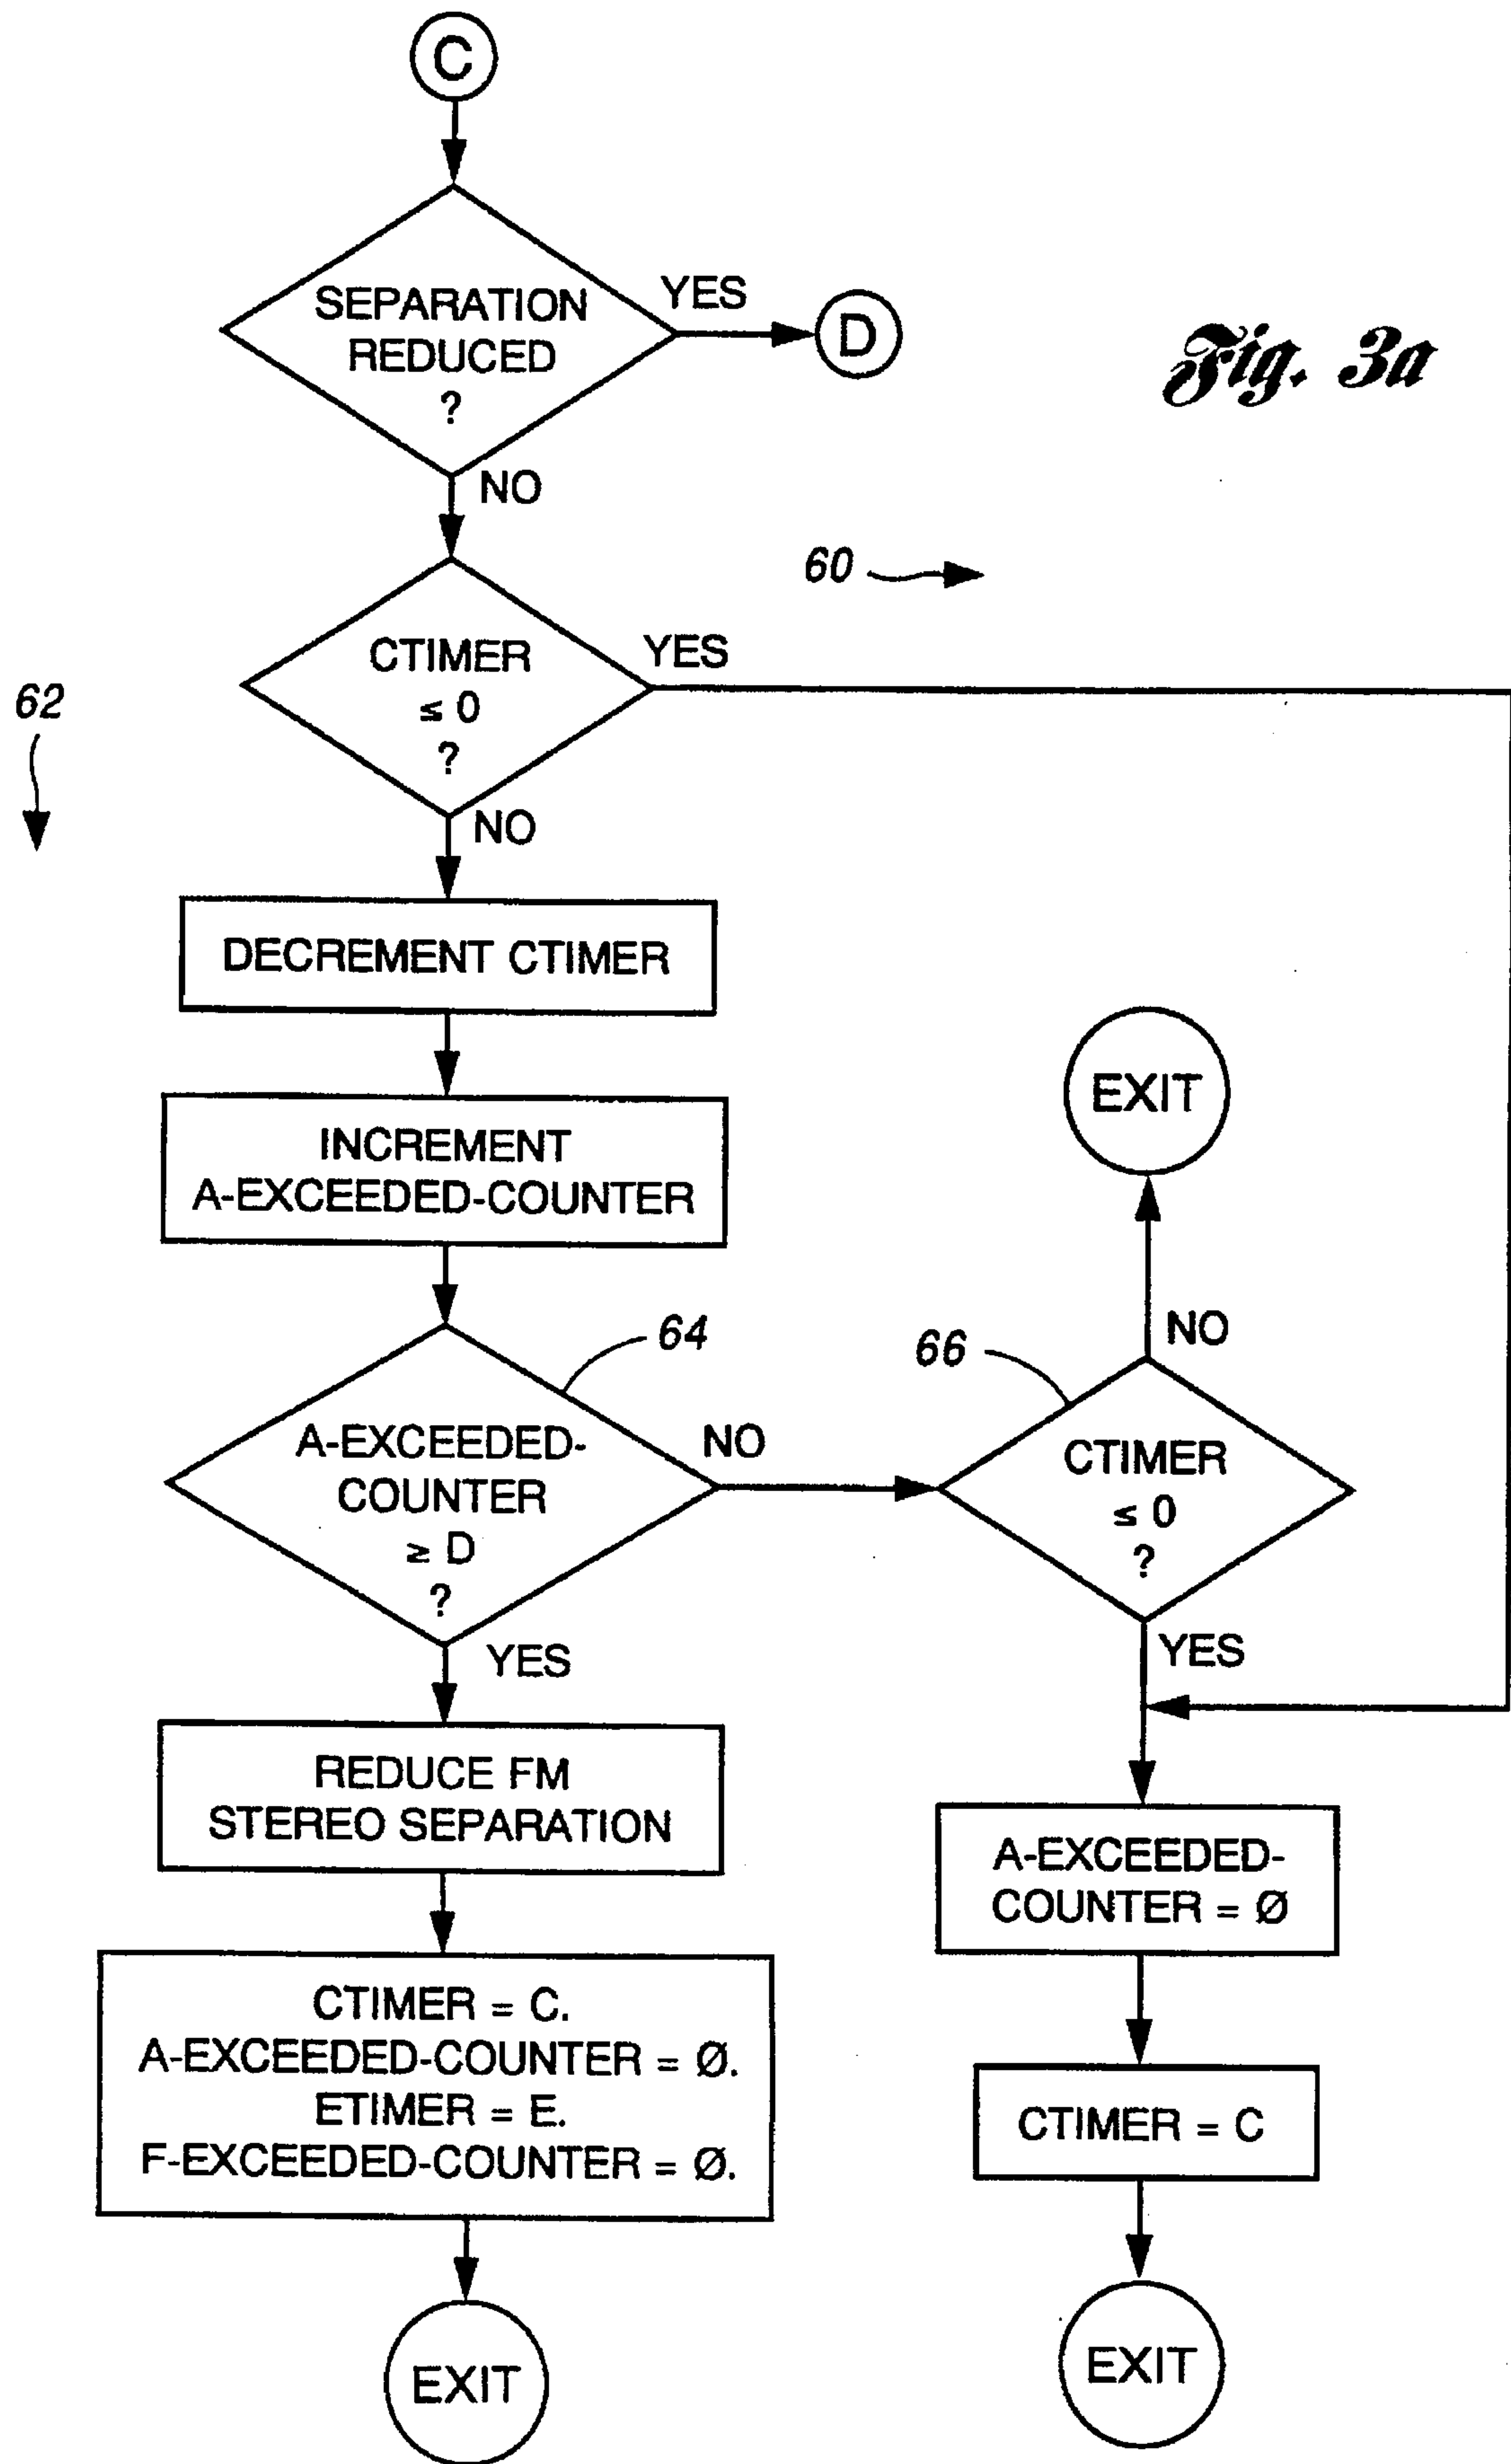 C
SEPARATION
REDUCED
?
YES
D
Fig. 3a
NO
60
CTIMER
≤ 0
?
YES
62
NO
DECREMENT CTIMER
INCREMENT
A-EXCEEDED-COUNTER
EXIT
64
66
NO
A-EXCEEDED-
COUNTER
≥ D
?
NO
CTIMER
≤ 0
?
YES
YES
REDUCE FM
STEREO SEPARATION
A-EXCEEDED-
COUNTER = Ø
CTIMER = C.
A-EXCEEDED-COUNTER = Ø.
ETIMER = E.
F-EXCEEDED-COUNTER = Ø.
CTIMER = C
EXIT
EXIT